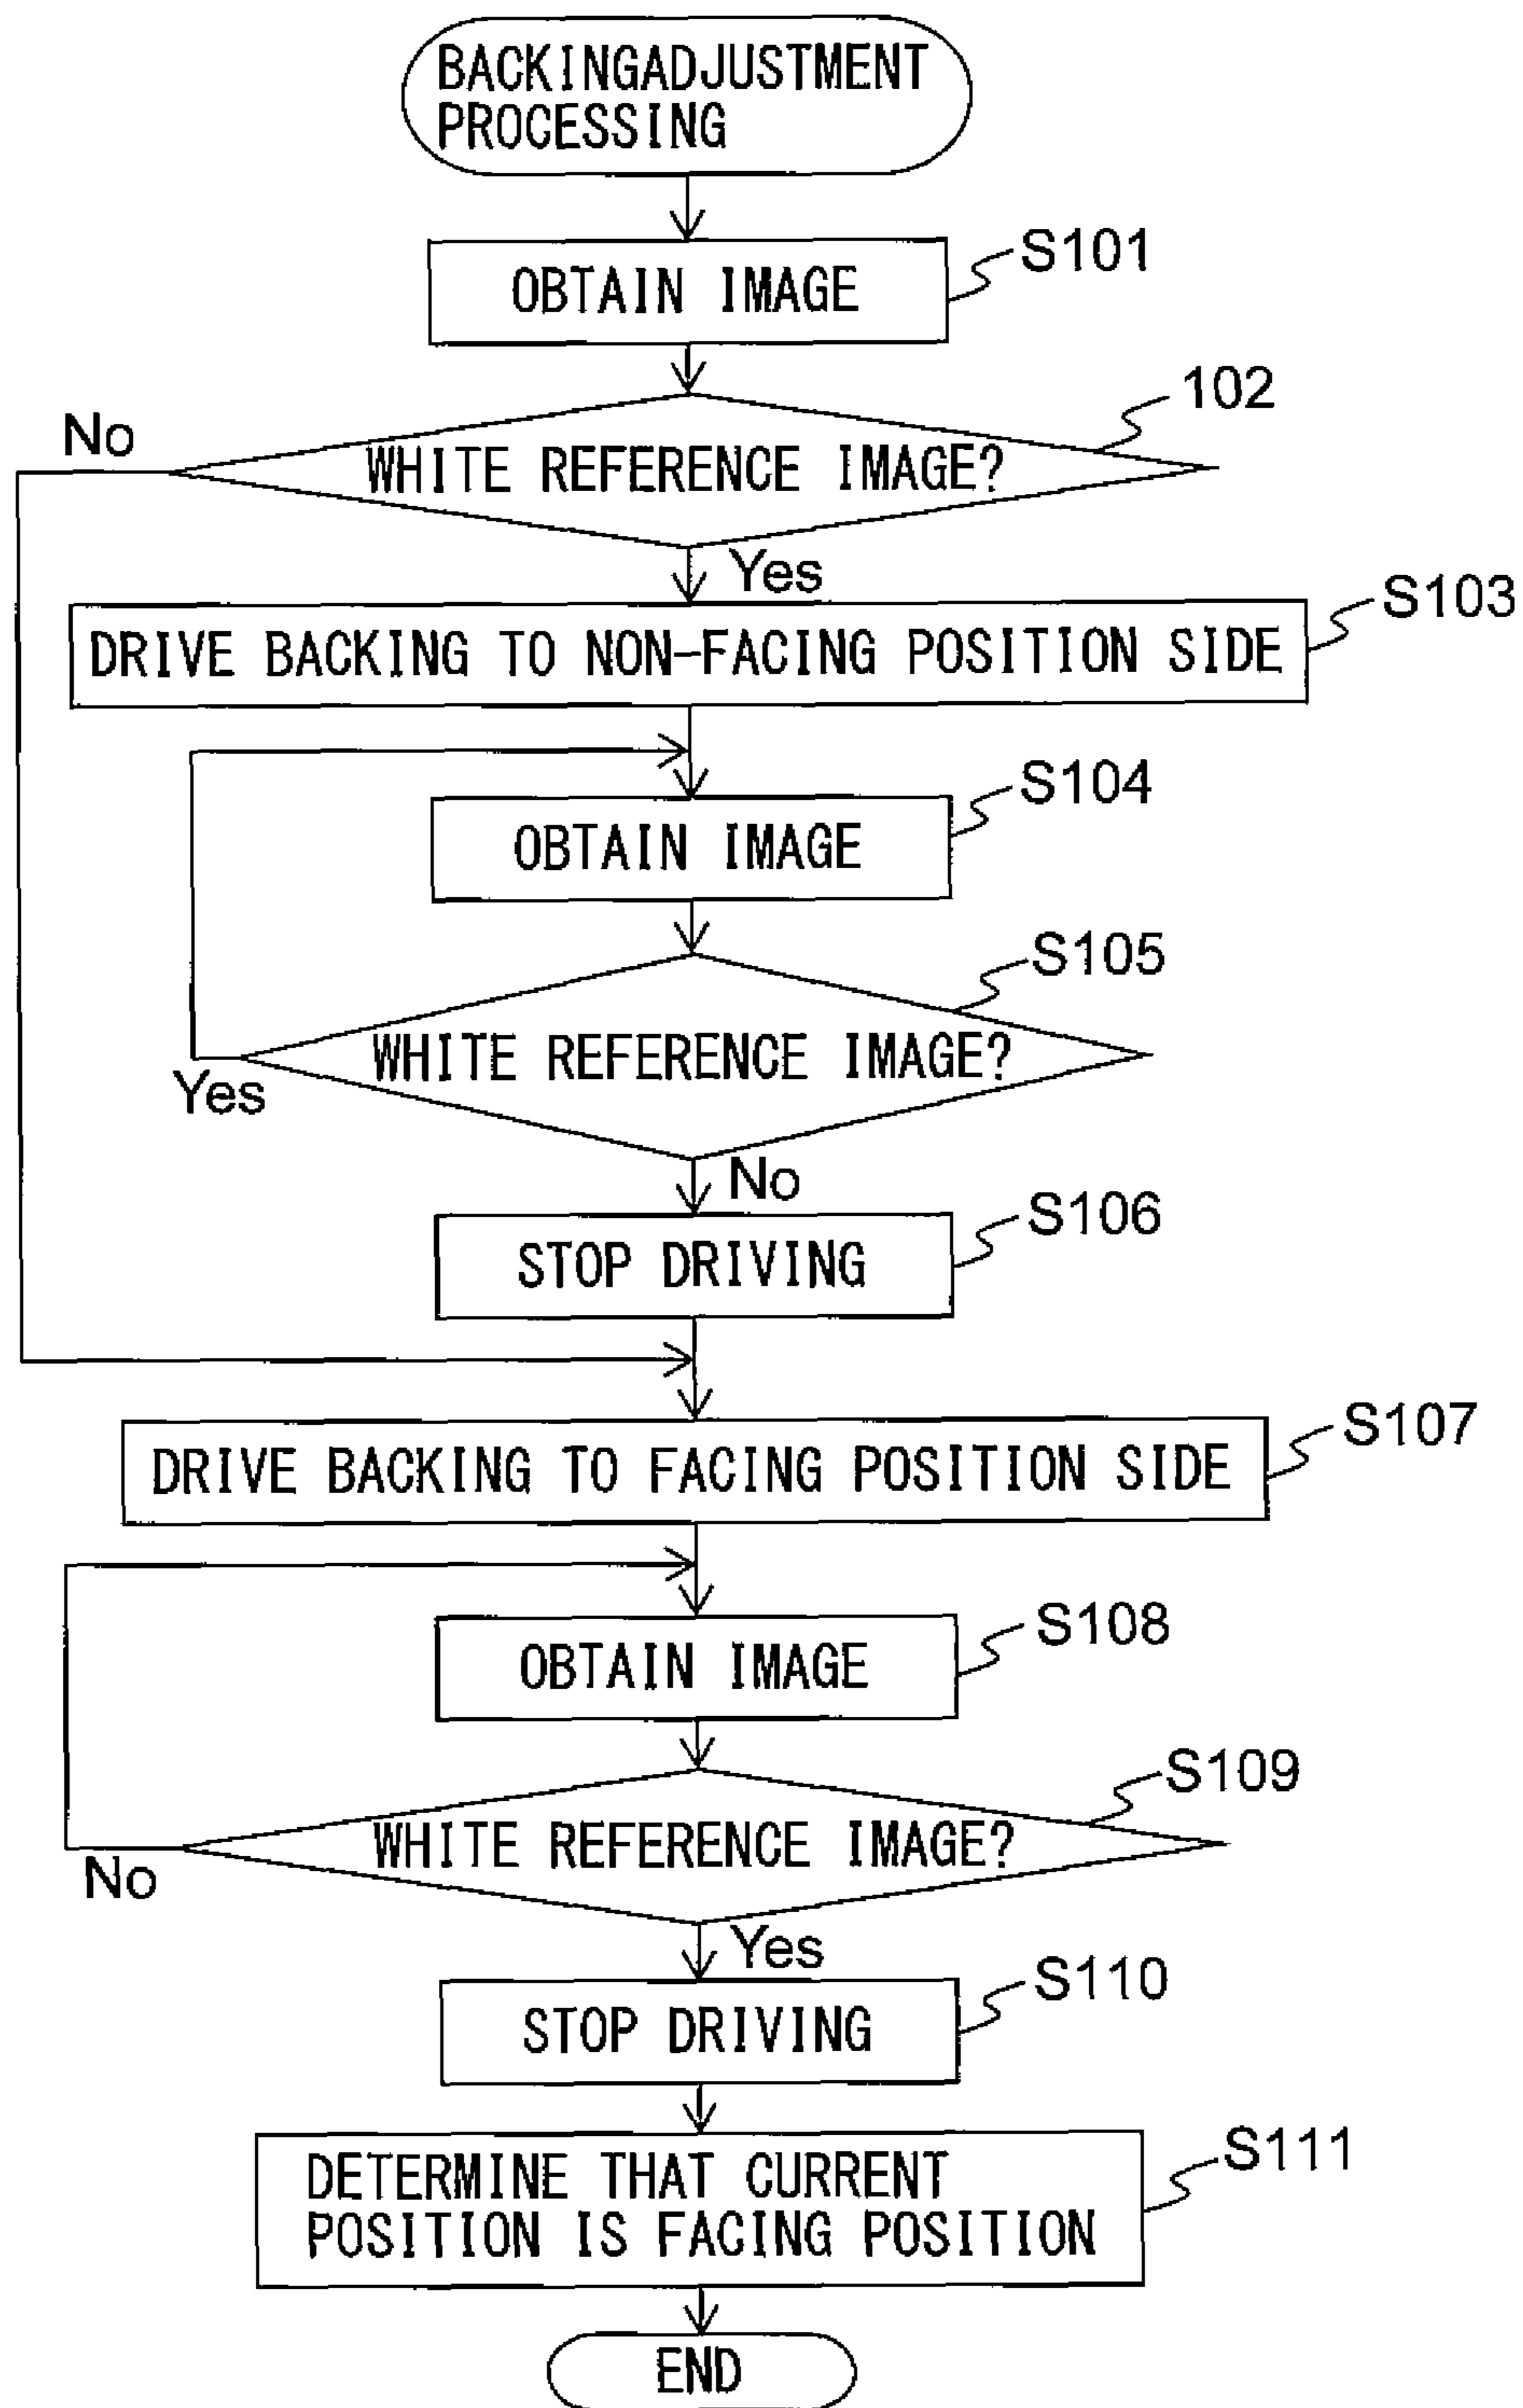 BACKINGADJUSTMENT
PROCESSING
S101
OBTAIN IMAGE
102
No
WHITE REFERENCE IMAGE?
Yes
S103
DRIVE BACKING TO NON-FACING POSITION SIDE
S104
OBTAIN IMAGE
S105
WHITE REFERENCE IMAGE?
Yes
No
S106
STOP DRIVING
S107
DRIVE BACKING TO FACING POSITION SIDE
S108
OBTAIN IMAGE
S109
WHITE REFERENCE IMAGE?
No
Yes
S110
STOP DRIVING
S111
DETERMINE THAT CURRENT
POSITION IS FACING POSITION
END